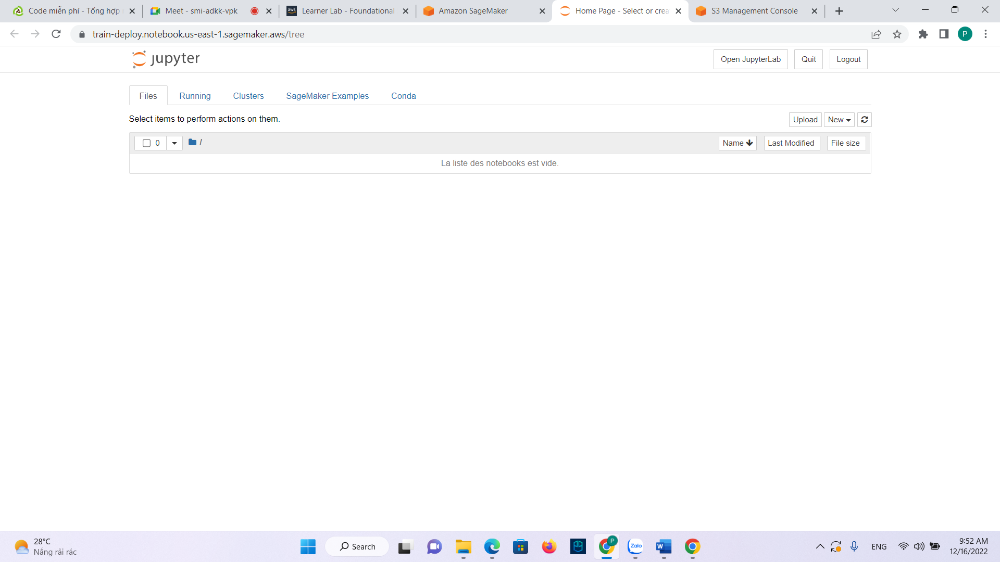 Code miễn phí - Tổng hợp
Meet - smi-adkk-vpk
Learner Lab - Foundational
Amazon SageMaker
Home Page - Select or crea
S3 Management Console
train-deploy.notebook.us-east-1.sagemaker.aws/tree
P
jupyter
Open JupyterLab
Quit
Logout
Files
Running
Clusters
SageMaker Examples
Conda
Select items to perform actions on them.
Upload
New
0
/
Name
Last Modified
File size
La liste des notebooks est vide.
28°C
Nắng rải rác
Search
Zalo
ENG
9:52 AM
12/16/2022